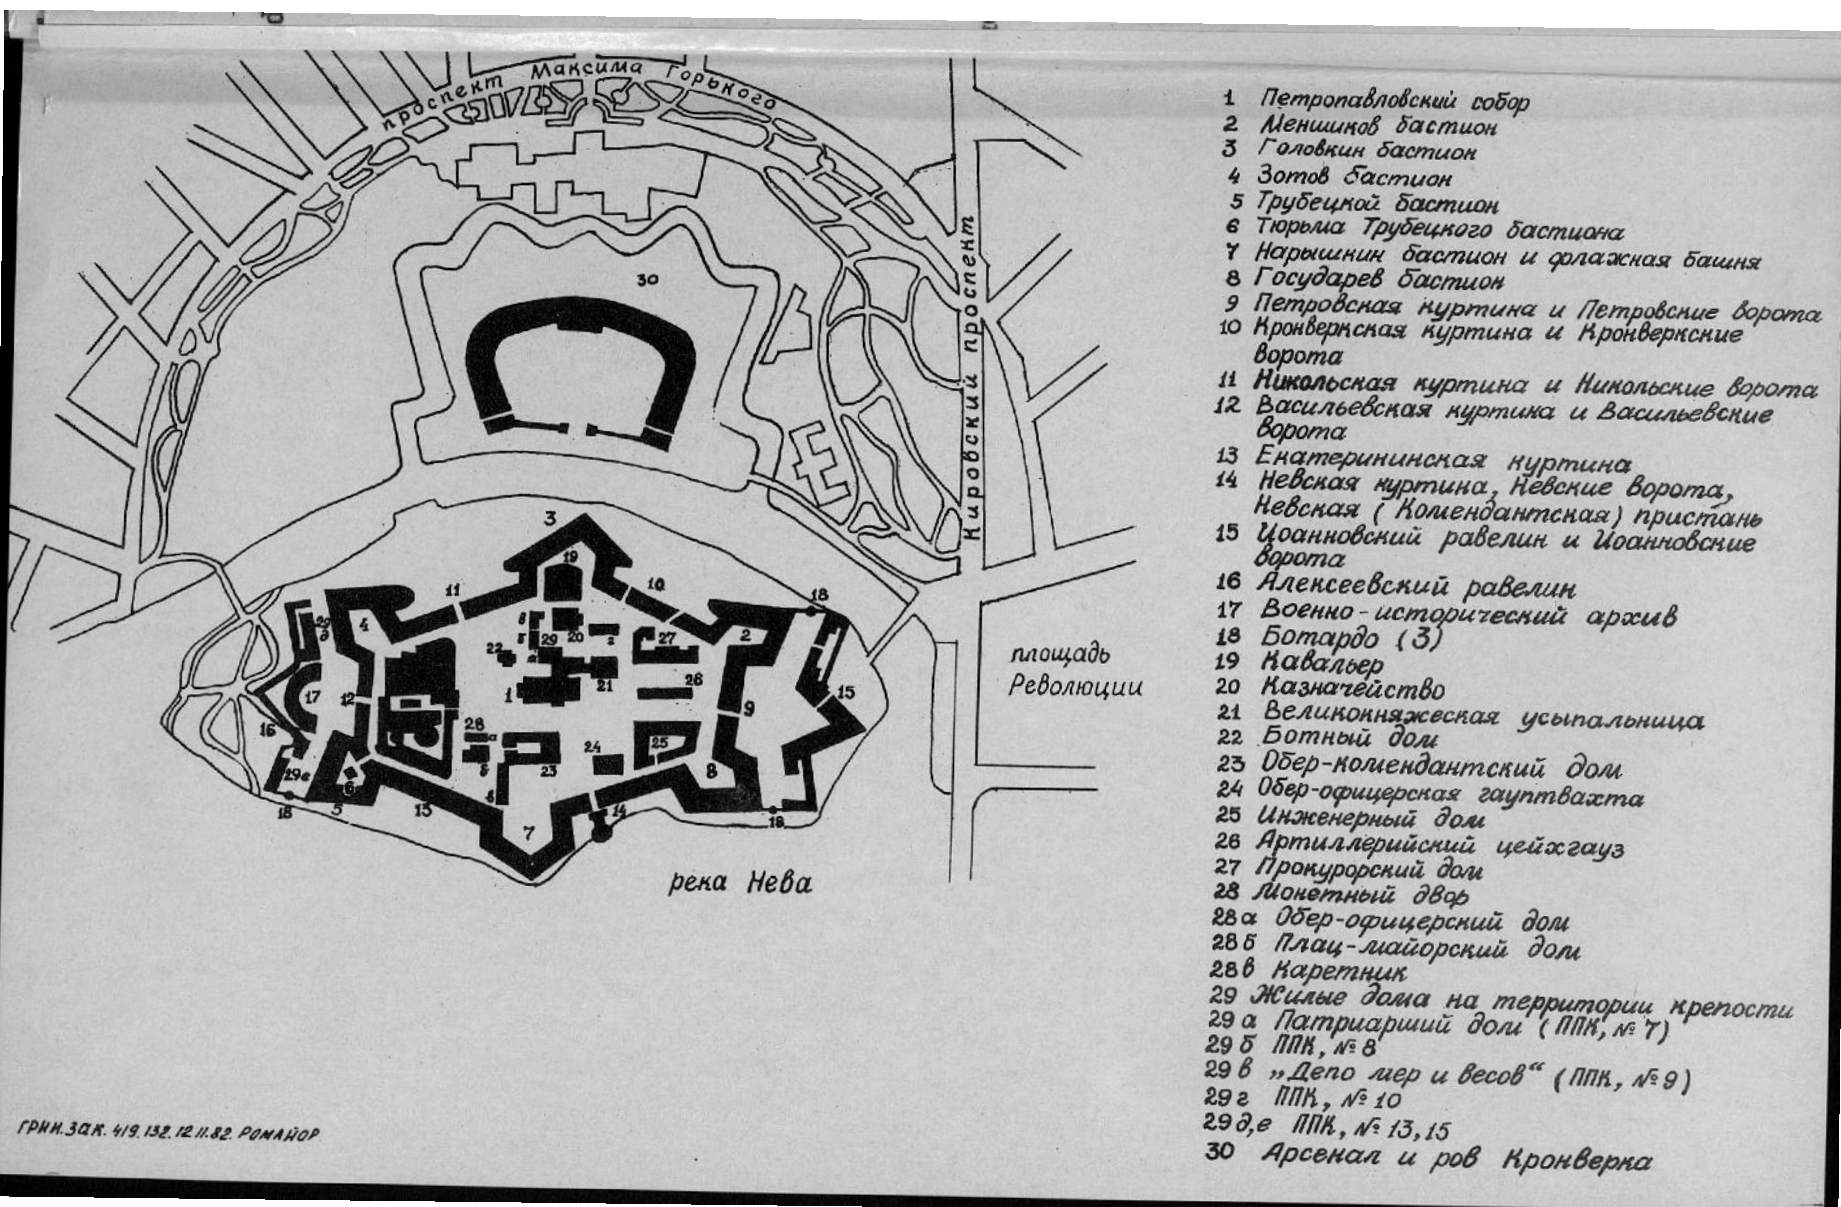 проспект Максима Горького
Кировский проспект
30
3
19
11
10
18
29
д
4
в
б
29
20
г
27
2
22
а
1
21
26
17
12
9
15
16
28
а
б
23
24
25
8
29е
6
в
18
5
13
7
14
18
площадь
Революции
река Нева
1 Петропавловский собор
2 Меншиков бастион
3 Головкин бастион
4 Зотов бастион
5 Трубецкой бастион
6 Тюрьма Трубецкого бастиона
7 Нарышкин бастион и флажная башня
8 Государев бастион
9 Петровская куртина и Петровские ворота
10 Кронверкская куртина и Кронверкские
ворота
11 Никольская куртина и Никольские ворота
12 Васильевская куртина и Васильевские
ворота
13 Екатерининская куртина
14 Невская куртина, Невские ворота,
Невская (Комендантская) пристань
15 Иоанновский равелин и Иоанновские
ворота
16 Алексеевский равелин
17 Военно-исторический архив
18 Ботардо (3)
19 Кавальер
20 Казначейство
21 Великокняжеская усыпальница
22 Ботный дом
23 Обер-комендантский дом
24 Обер-офицерская гауптвахта
25 Инженерный дом
26 Артиллерийский цейхгауз
27 Прокурорский дом
28 Монетный двор
28а Обер-офицерский дом
28б Плац-майорский дом
28в Каретник
29 Жилые дома на территории крепости
29а Патриарший дом (ППК, № 7)
29б ППК, № 8
29в „Депо мер и весов“ (ППК, № 9)
29г ППК, № 10
29д,е ППК, № 13,15
30 Арсенал и ров Кронверка
ГРИИ.ЗАК. 419.132.12.11.82. РОМАЙОР